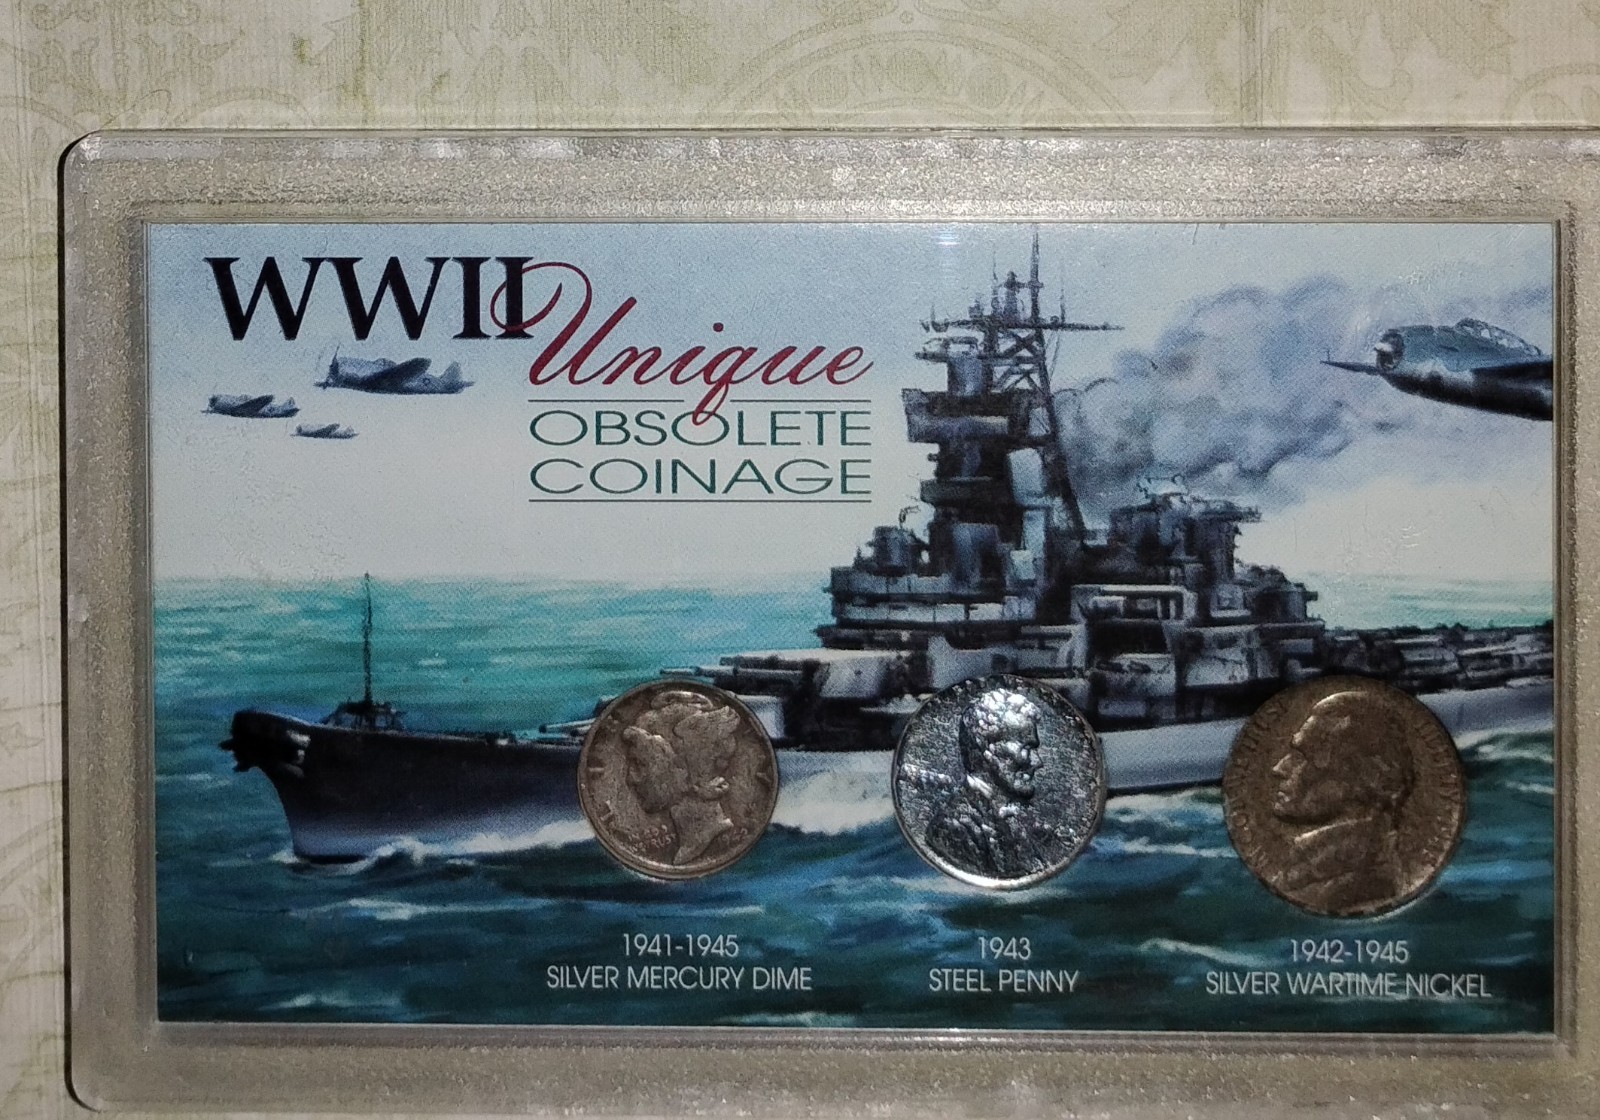 WWII
Unique
OBSOLETE
COINAGE
1941-1945
SILVER MERCURY DIME
1943
STEEL PENNY
1942-1945
SILVER WARTIME NICKEL